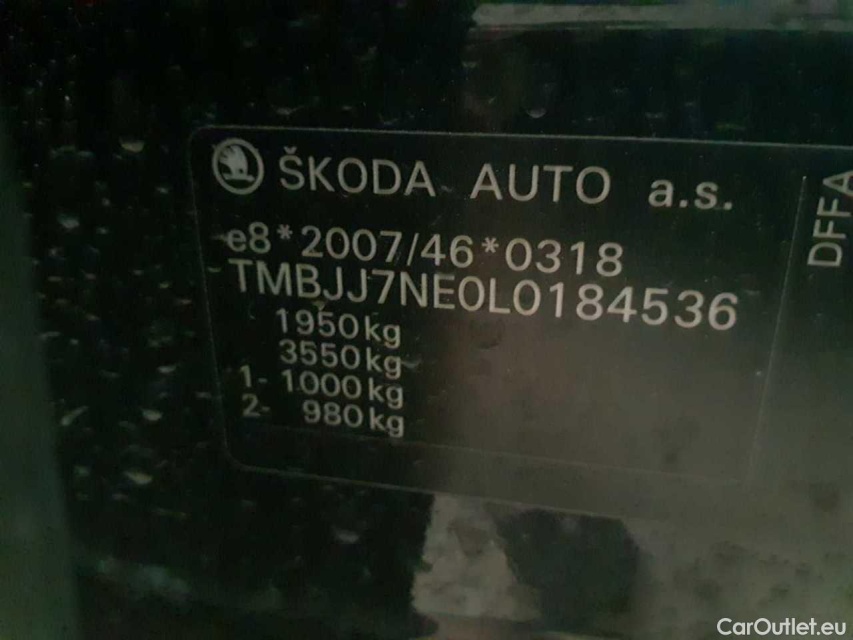 ŠKODA AUTO a.s.
e8*2007/46*0318
TMBJJ7NE0L0184536
1950kg
3550kg
1- 1000kg
2- 980kg
DFFA
CarOutlet.eu